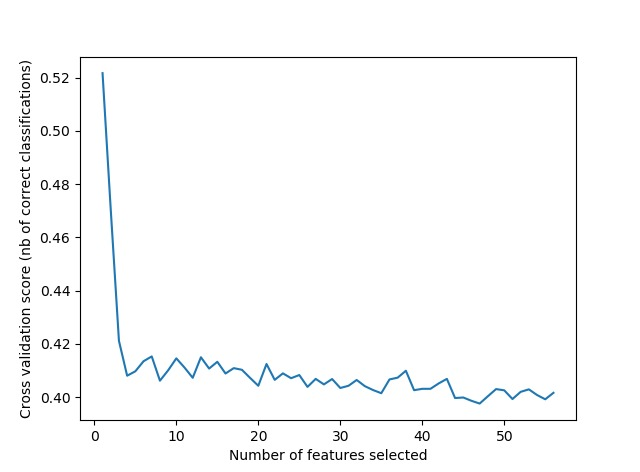 Cross validation score (nb of correct classifications)
0.52
0.50
0.48
0.46
0.44
0.42
0.40
0 10 20 30 40 50
Number of features selected